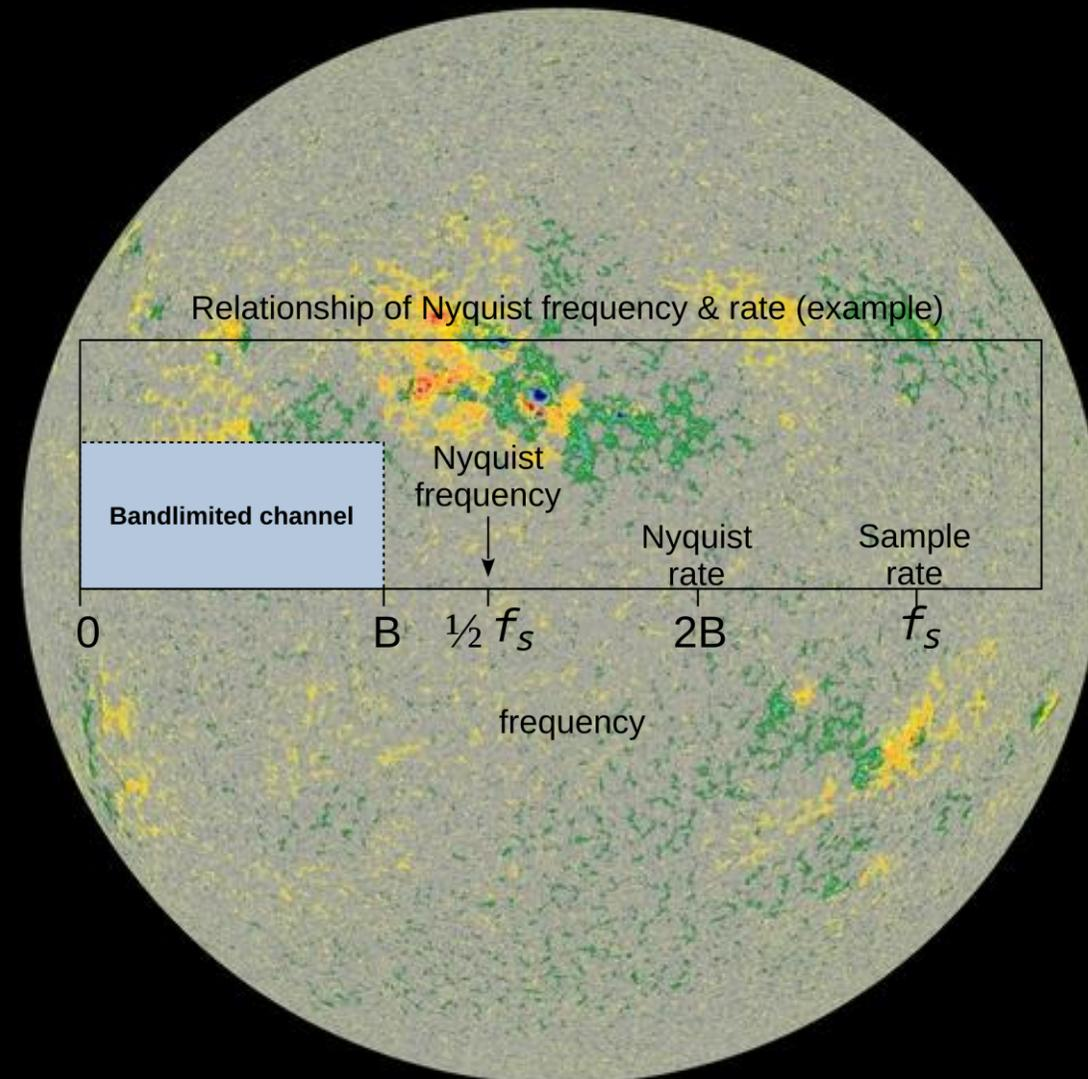 Relationship of Nyquist frequency & rate (example)
Bandlimited channel
Nyquist
frequency
Nyquist
rate
Sample
rate
0 B ½ fs 2B fs
frequency